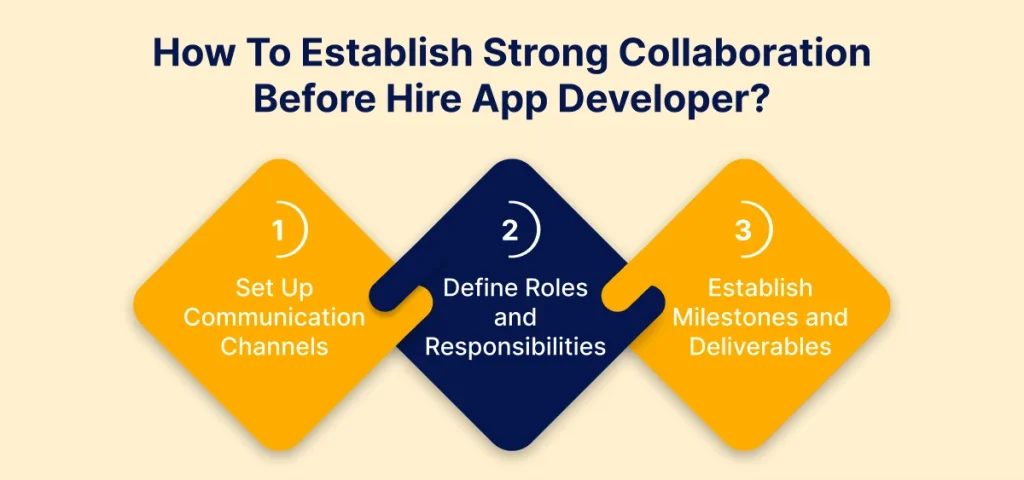 How To Establish Strong Collaboration
Before Hire App Developer?
1
Set Up
Communication
Channels
2
Define Roles
and
Responsibilities
3
Establish
Milestones and
Deliverables